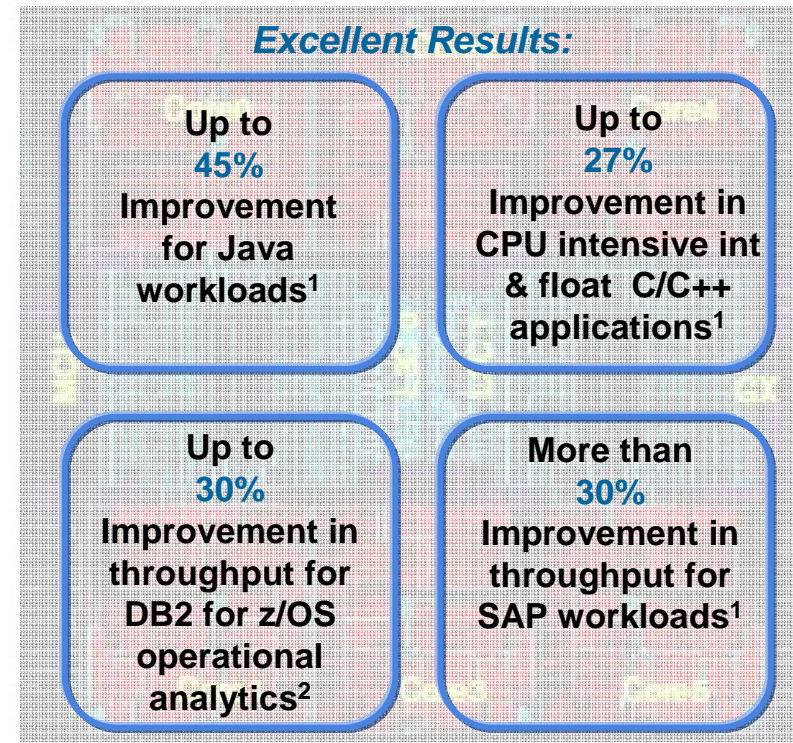 Excellent Results:
Up to
45%
Improvement
for Java
workloads1
Up to
27%
Improvement in
CPU intensive int
& float C/C++
applications1
Up to
30%
Improvement in
throughput for
DB2 for z/OS
operational
analytics2
More than
30%
Improvement in
throughput for
SAP workloads1